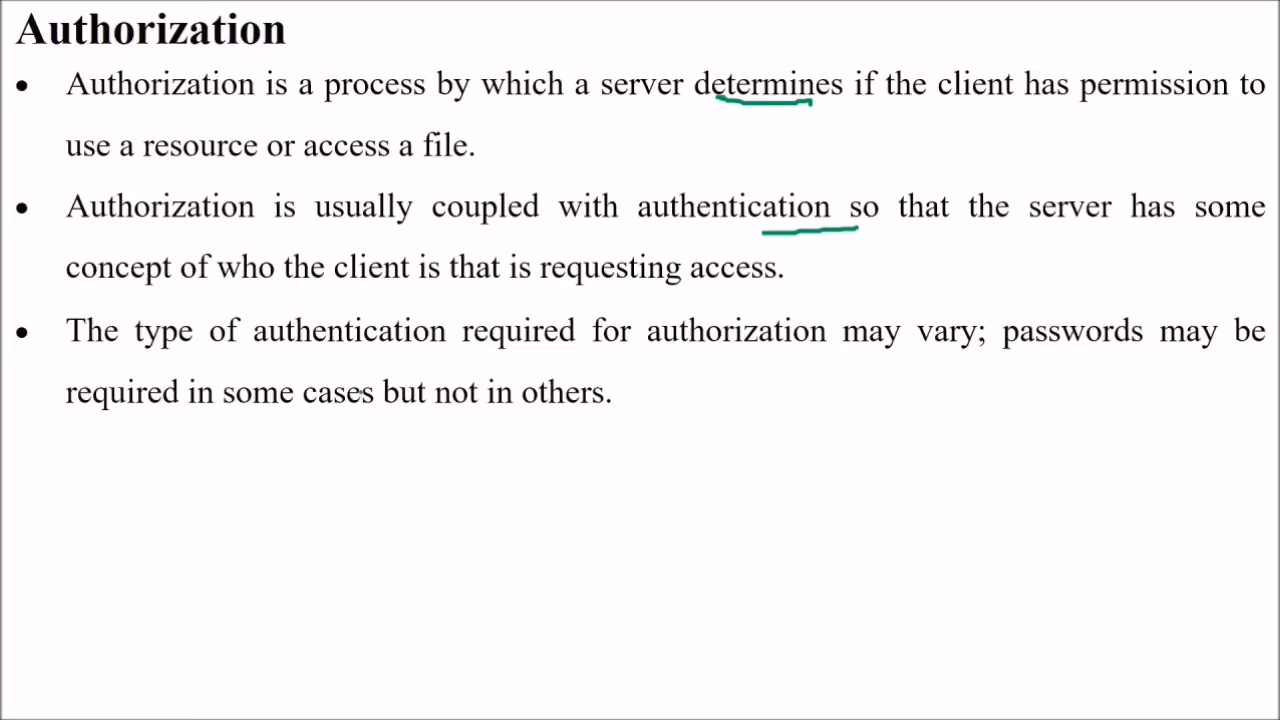 Authorization
• Authorization is a process by which a server determines if the client has permission to
use a resource or access a file.
• Authorization is usually coupled with authentication so that the server has some
concept of who the client is that is requesting access.
• The type of authentication required for authorization may vary; passwords may be
required in some cases but not in others.